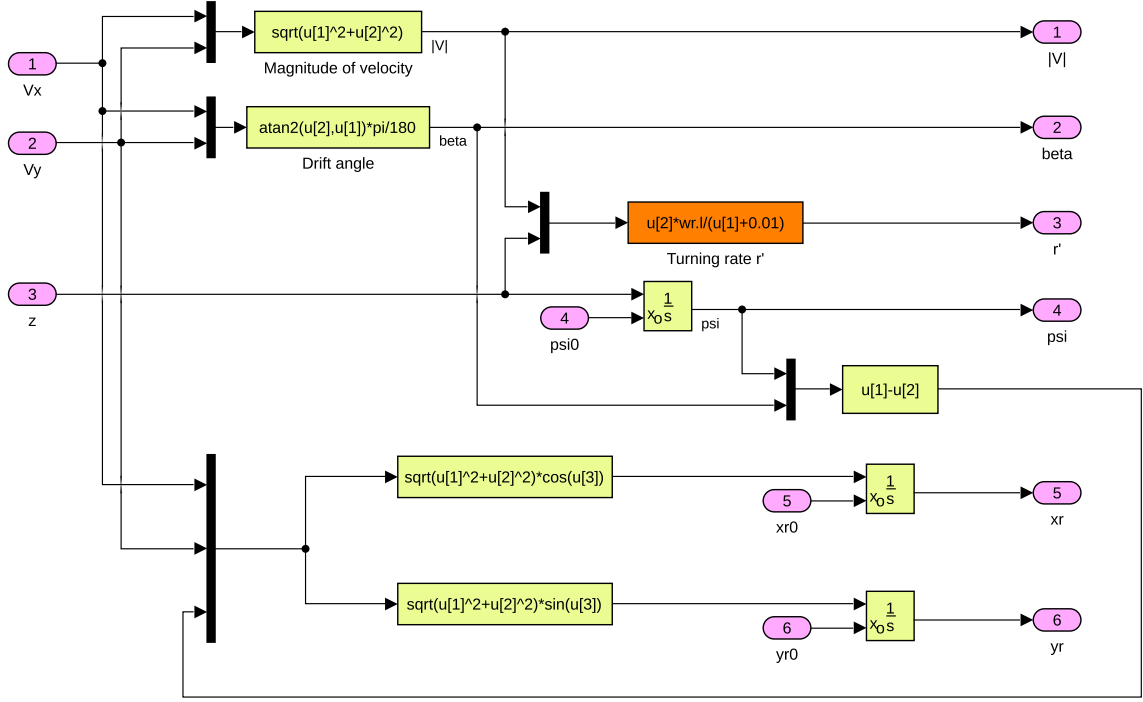 1
Vx
sqrt(u[1]^2+u[2]^2)
Magnitude of velocity
|V|
1
|V|
2
Vy
atan2(u[2],u[1])*pi/180
Drift angle
beta
2
beta
u[2]*wr.l/(u[1]+0.01)
Turning rate r'
3
r'
3
z
4
psi0
1
s
xo
psi
4
psi
u[1]-u[2]
sqrt(u[1]^2+u[2]^2)*cos(u[3])
5
xr0
1
s
xo
5
xr
sqrt(u[1]^2+u[2]^2)*sin(u[3])
6
yr0
1
s
xo
6
yr